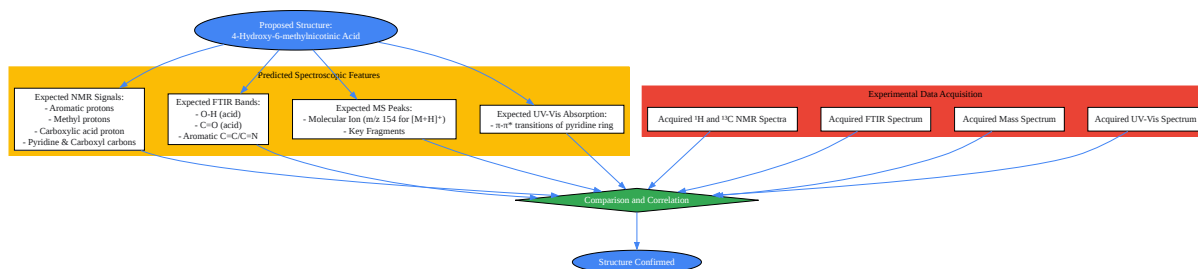 Proposed Structure:
4-Hydroxy-6-methylnicotinic Acid
Predicted Spectroscopic Features
Expected NMR Signals:
- Aromatic protons
- Methyl protons
- Carboxylic acid proton
- Pyridine & Carboxyl carbons
Expected FTIR Bands:
- O-H (acid)
- C=O (acid)
- Aromatic C=C/C=N
Expected MS Peaks:
- Molecular Ion (m/z 154 for [M+H]⁺)
- Key Fragments
Expected UV-Vis Absorption:
- π-π* transitions of pyridine ring
Experimental Data Acquisition
Acquired ¹H and ¹³C NMR Spectra
Acquired FTIR Spectrum
Acquired Mass Spectrum
Acquired UV-Vis Spectrum
Comparison and Correlation
Structure Confirmed